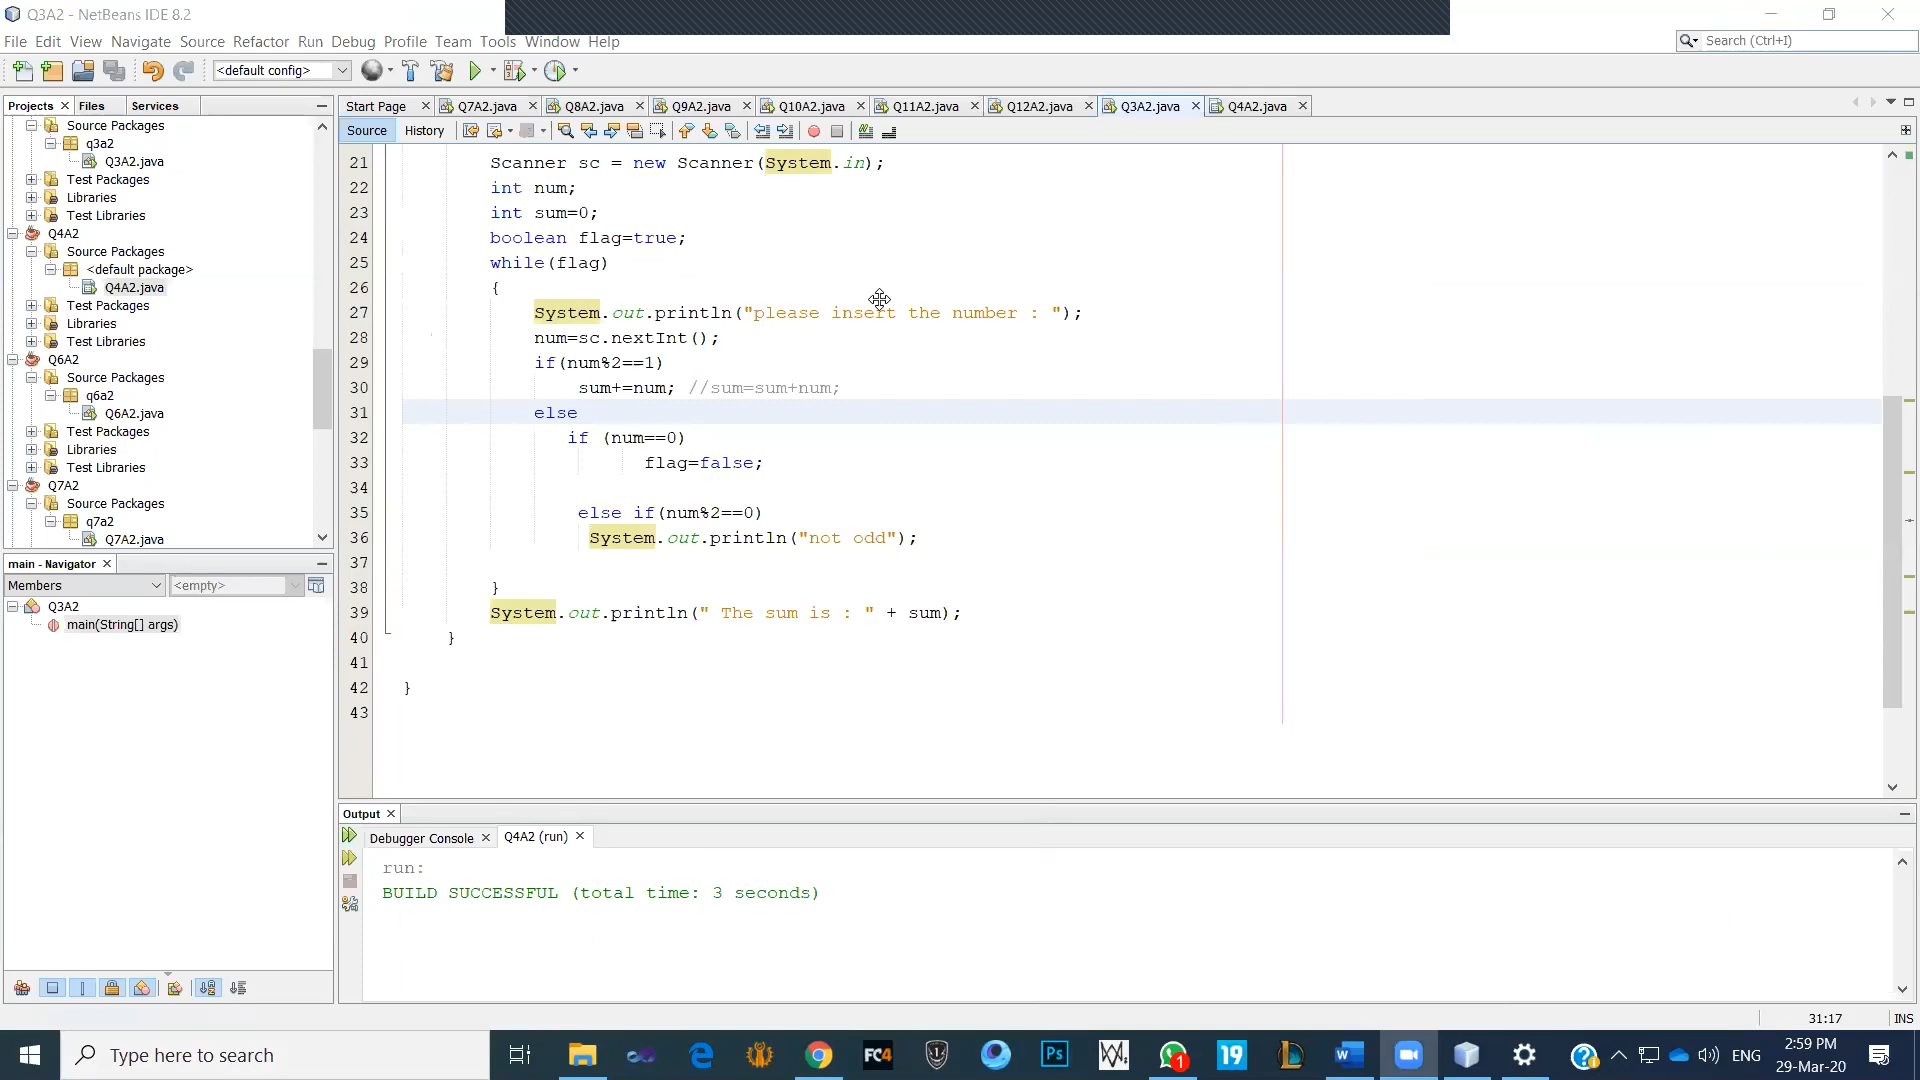 Q3A2 - NetBeans IDE 8.2
File Edit View Navigate Source Refactor Run Debug Profile Team Tools Window Help
Search (Ctrl+I)
<default config>
Projects Files Services
Start Page Q7A2.java Q8A2.java Q9A2.java Q10A2.java Q11A2.java Q12A2.java Q3A2.java Q4A2.java
Source History
Source Packages
q3a2
Q3A2.java
Test Packages
Libraries
Test Libraries
Q4A2
Source Packages
<default package>
Q4A2.java
Test Packages
Libraries
Test Libraries
Q6A2
Source Packages
q6a2
Q6A2.java
Test Packages
Libraries
Test Libraries
Q7A2
Source Packages
q7a2
Q7A2.java
main - Navigator
Members <empty>
Q3A2
main(String[] args)
21 Scanner sc = new Scanner(System.in);
22 int num;
23 int sum=0;
24 boolean flag=true;
25 while(flag)
26 {
27 System.out.println("please insert the number : ");
28 num=sc.nextInt();
29 if(num%2==1)
30 sum+=num; //sum=sum+num;
31 else
32 if (num==0)
33 flag=false;
34
35 else if(num%2==0)
36 System.out.println("not odd");
37
38 }
39 System.out.println(" The sum is : " + sum);
40 }
41
42 }
43
Output
Debugger Console Q4A2 (run)
run:
BUILD SUCCESSFUL (total time: 3 seconds)
31:17 INS
Type here to search
FC4
Ps
1
19
ENG
2:59 PM
29-Mar-20